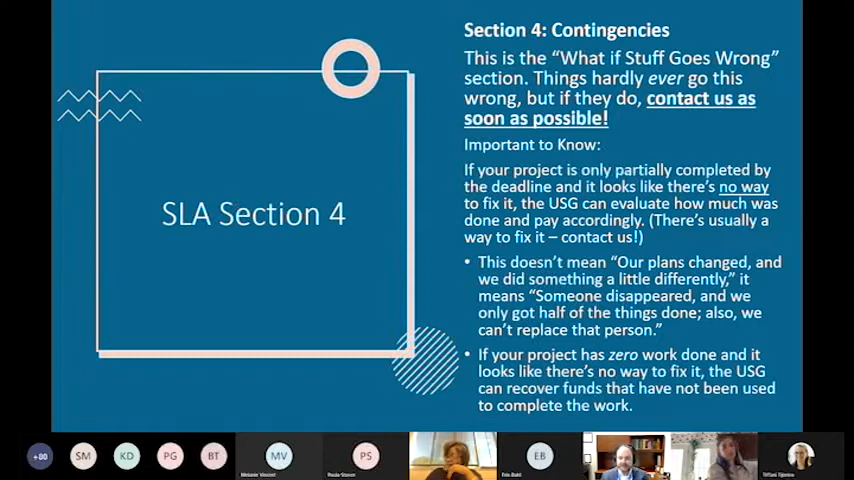 Section 4: Contingencies
This is the “What if Stuff Goes Wrong”
section. Things hardly ever go this
wrong, but if they do, contact us as
soon as possible!
Important to Know:
If your project is only partially completed by
the deadline and it looks like there’s no way
to fix it, the USG can evaluate how much was
done and pay accordingly. (There’s usually a
way to fix it – contact us!)
• This doesn’t mean “Our plans changed, and
we did something a little differently,” it
means “Someone disappeared, and we
only got half of the things done; also, we
can’t replace that person.”
• If your project has zero work done and it
looks like there’s no way to fix it, the USG
can recover funds that have not been used
to complete the work.
SLA Section 4
+80
SM
KD
PG
BT
MV
PS
EB
Melanie Vincent